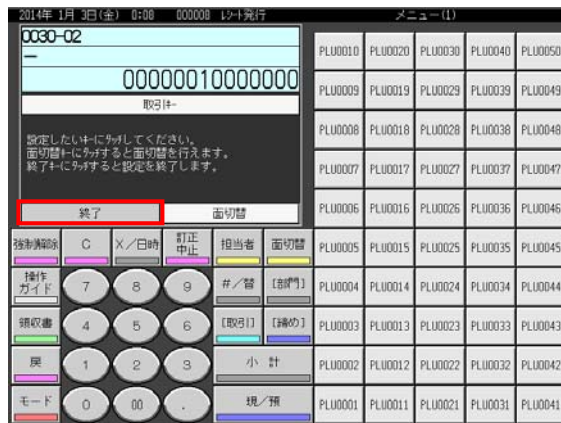 2014年 1月 3日(金) 0:08 000008 レシート発行 メニュー(1)
0030-02
—
00000010000000
取引キー
設定したいキーにタッチしてください。
面切替キーにタッチすると面切替を行えます。
終了キーにタッチすると設定を終了します。
終了 面切替
強制解除 C X/日時 訂正中止 担当者 面切替
操作ガイド 7 8 9 #/替 [部門]
領収書 4 5 6 [取引] [締め]
戻 1 2 3 小計
モード 0 00 . 現/預
PLU0010 PLU0020 PLU0030 PLU0040 PLU0050
PLU0009 PLU0019 PLU0029 PLU0039 PLU0049
PLU0008 PLU0018 PLU0028 PLU0038 PLU0048
PLU0007 PLU0017 PLU0027 PLU0037 PLU0047
PLU0006 PLU0016 PLU0026 PLU0036 PLU0046
PLU0005 PLU0015 PLU0025 PLU0035 PLU0045
PLU0004 PLU0014 PLU0024 PLU0034 PLU0044
PLU0003 PLU0013 PLU0023 PLU0033 PLU0043
PLU0002 PLU0012 PLU0022 PLU0032 PLU0042
PLU0001 PLU0011 PLU0021 PLU0031 PLU0041